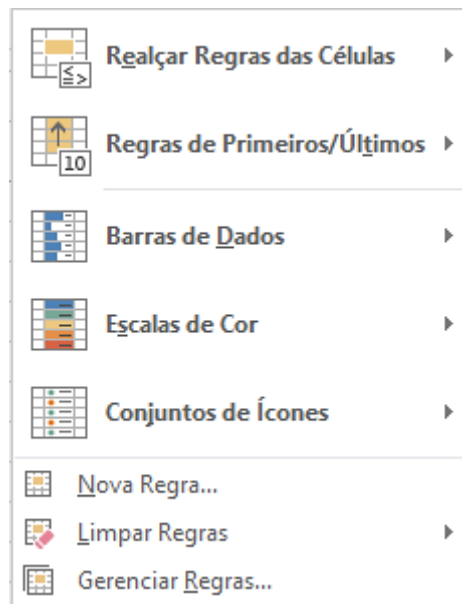 Realçar Regras das Células
≤ >
10
Regras de Primeiros/Últimos
Barras de Dados
Escalas de Cor
Conjuntos de Ícones
Nova Regra...
Limpar Regras
Gerenciar Regras...